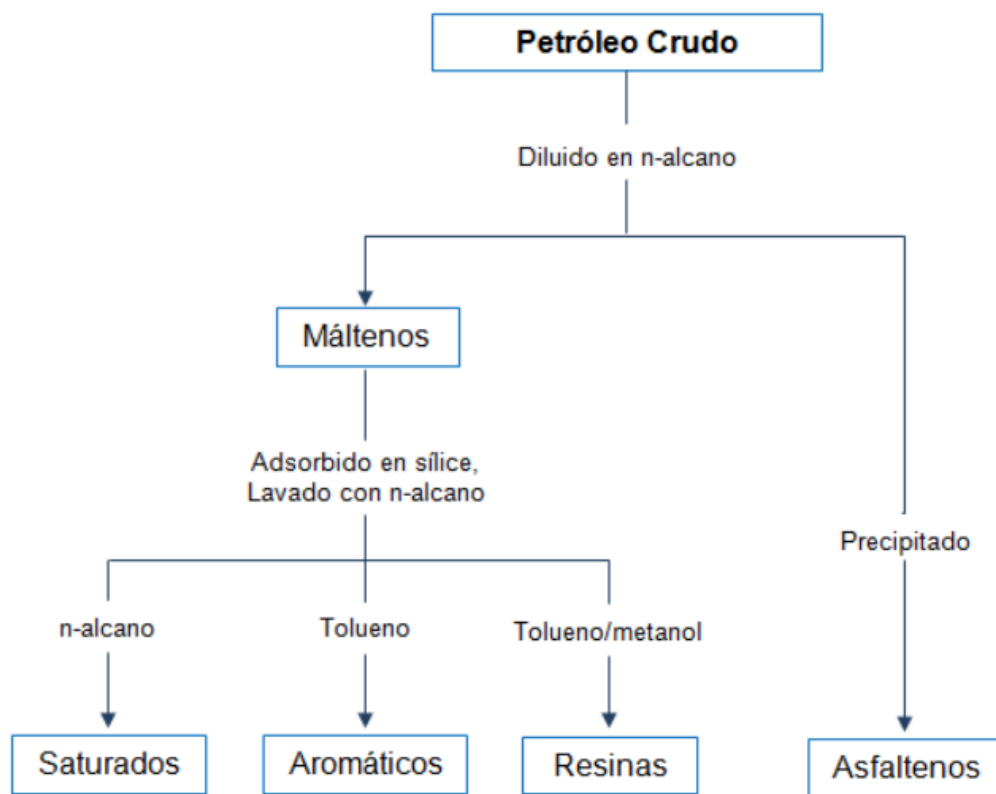 Petróleo Crudo
Diluido en n-alcano
Máltenos
Adsorbido en sílice,
Lavado con n-alcano
Precipitado
n-alcano
Tolueno
Tolueno/metanol
Saturados
Aromáticos
Resinas
Asfaltenos